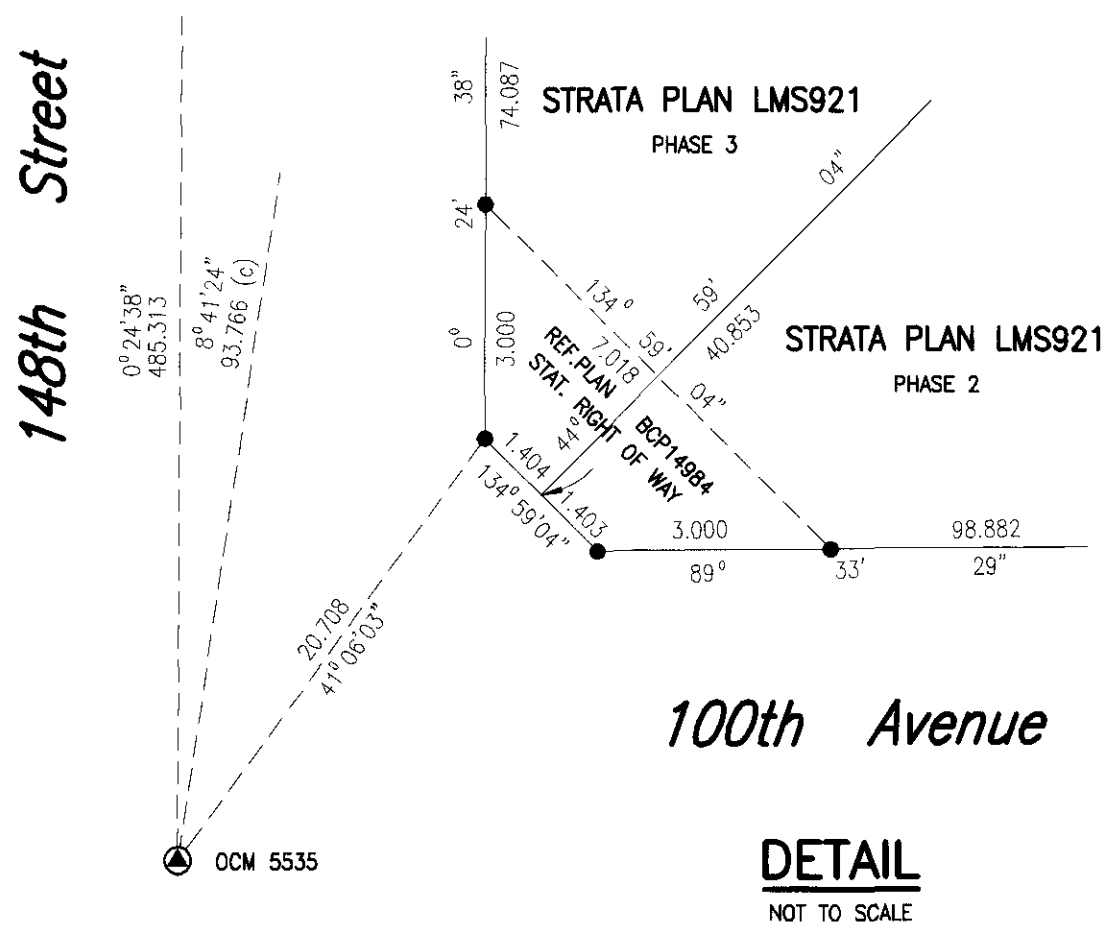 148th Street
0°24'38"
485.313
8°41'24"
93.766 (c)
0° 24' 38"
3.000
74.087
STRATA PLAN LMS921
PHASE 3
44° 59' 04"
40.853
134° 59' 04"
7.018
REF.PLAN BCP14984
STAT. RIGHT OF WAY
STRATA PLAN LMS921
PHASE 2
1.404
1.403
134°59'04"
3.000
98.882
89° 33' 29"
20.708
41°06'03"
100th Avenue
OCM 5535
DETAIL
NOT TO SCALE